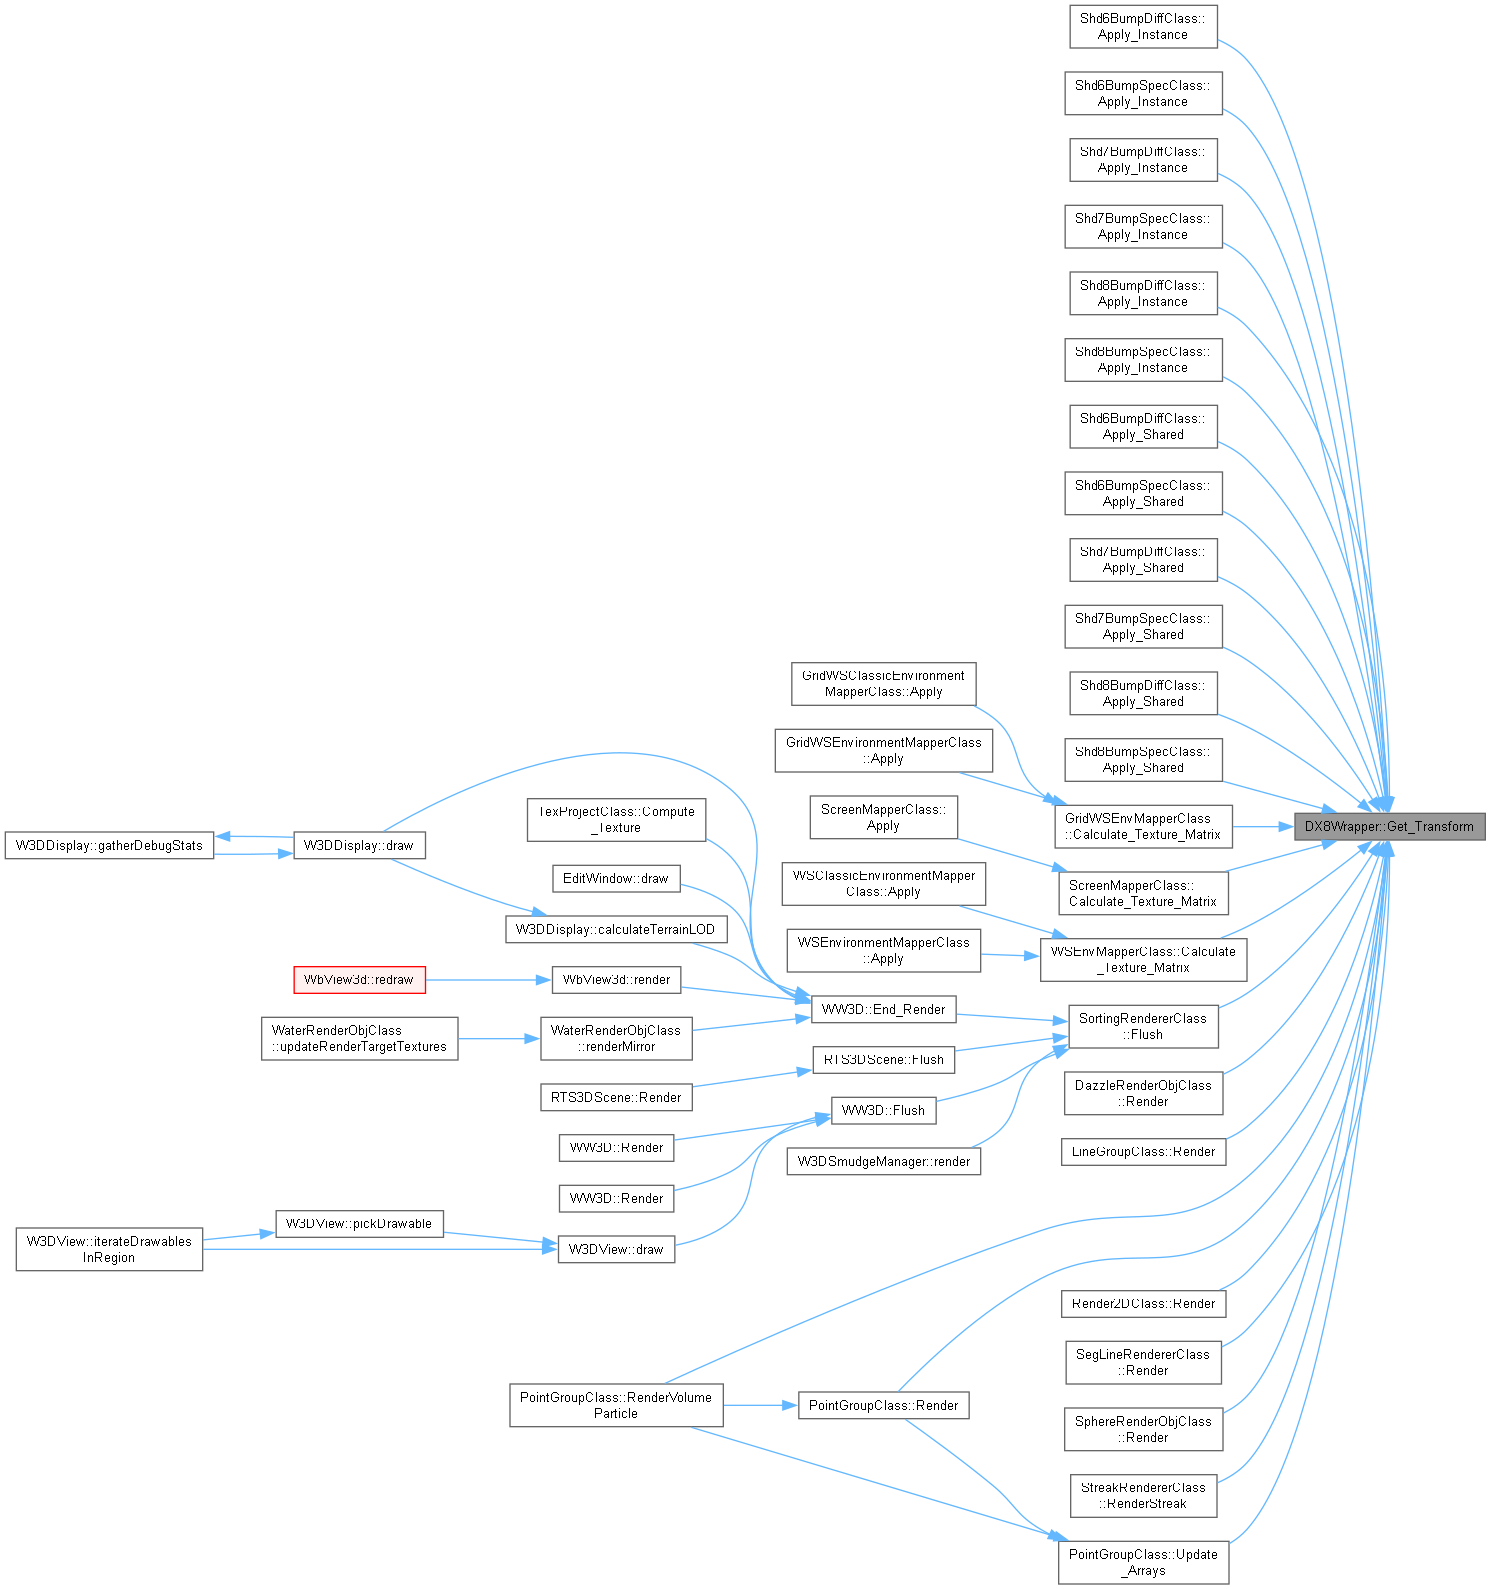 Shd6BumpDiffClass::
Apply_Instance
Shd6BumpSpecClass::
Apply_Instance
Shd7BumpDiffClass::
Apply_Instance
Shd7BumpSpecClass::
Apply_Instance
Shd8BumpDiffClass::
Apply_Instance
Shd8BumpSpecClass::
Apply_Instance
Shd6BumpDiffClass::
Apply_Shared
Shd6BumpSpecClass::
Apply_Shared
Shd7BumpDiffClass::
Apply_Shared
Shd7BumpSpecClass::
Apply_Shared
Shd8BumpDiffClass::
Apply_Shared
Shd8BumpSpecClass::
Apply_Shared
GridWSClassicEnvironment
MapperClass::Apply
GridWSEnvironmentMapperClass
::Apply
GridWSEnvMapperClass
::Calculate_Texture_Matrix
DX8Wrapper::Get_Transform
ScreenMapperClass::
Apply
ScreenMapperClass::
Calculate_Texture_Matrix
WSClassicEnvironmentMapper
Class::Apply
WSEnvironmentMapperClass
::Apply
WSEnvMapperClass::Calculate
_Texture_Matrix
TexProjectClass::Compute
_Texture
W3DDisplay::gatherDebugStats
W3DDisplay::draw
EditWindow::draw
W3DDisplay::calculateTerrainLOD
WbView3d::redraw
WbView3d::render
WW3D::End_Render
SortingRendererClass
::Flush
WaterRenderObjClass
::updateRenderTargetTextures
WaterRenderObjClass
::renderMirror
RTS3DScene::Flush
RTS3DScene::Render
DazzleRenderObjClass
::Render
WW3D::Flush
WW3D::Render
W3DSmudgeManager::render
LineGroupClass::Render
WW3D::Render
W3DView::pickDrawable
W3DView::iterateDrawables
InRegion
W3DView::draw
Render2DClass::Render
SegLineRendererClass
::Render
PointGroupClass::RenderVolume
Particle
PointGroupClass::Render
SphereRenderObjClass
::Render
StreakRendererClass
::RenderStreak
PointGroupClass::Update
_Arrays